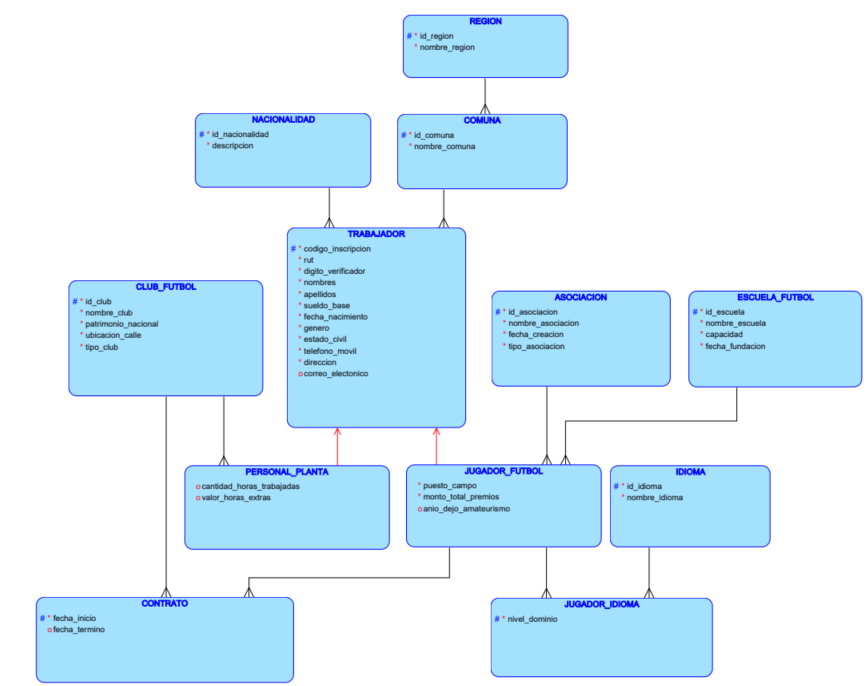 REGION
# * id_region
* nombre_region
NACIONALIDAD
# * id_nacionalidad
* descripcion
COMUNA
# * id_comuna
* nombre_comuna
TRABAJADOR
# * codigo_inscripcion
* rut
* digito_verificador
* nombres
* apellidos
* sueldo_base
* fecha_nacimiento
* genero
* estado_civil
* telefono_movil
* direccion
o correo_electonico
CLUB_FUTBOL
# * id_club
* nombre_club
* patrimonio_nacional
* ubicacion_calle
* tipo_club
ASOCIACION
# * id_asociacion
* nombre_asociacion
* fecha_creacion
* tipo_asociacion
ESCUELA_FUTBOL
# * id_escuela
* nombre_escuela
* capacidad
* fecha_fundacion
PERSONAL_PLANTA
o cantidad_horas_trabajadas
o valor_horas_extras
JUGADOR_FUTBOL
* puesto_campo
* monto_total_premios
o anio_dejo_amateurismo
IDIOMA
# * id_idioma
* nombre_idioma
CONTRATO
# * fecha_inicio
o fecha_termino
JUGADOR_IDIOMA
# * nivel_dominio